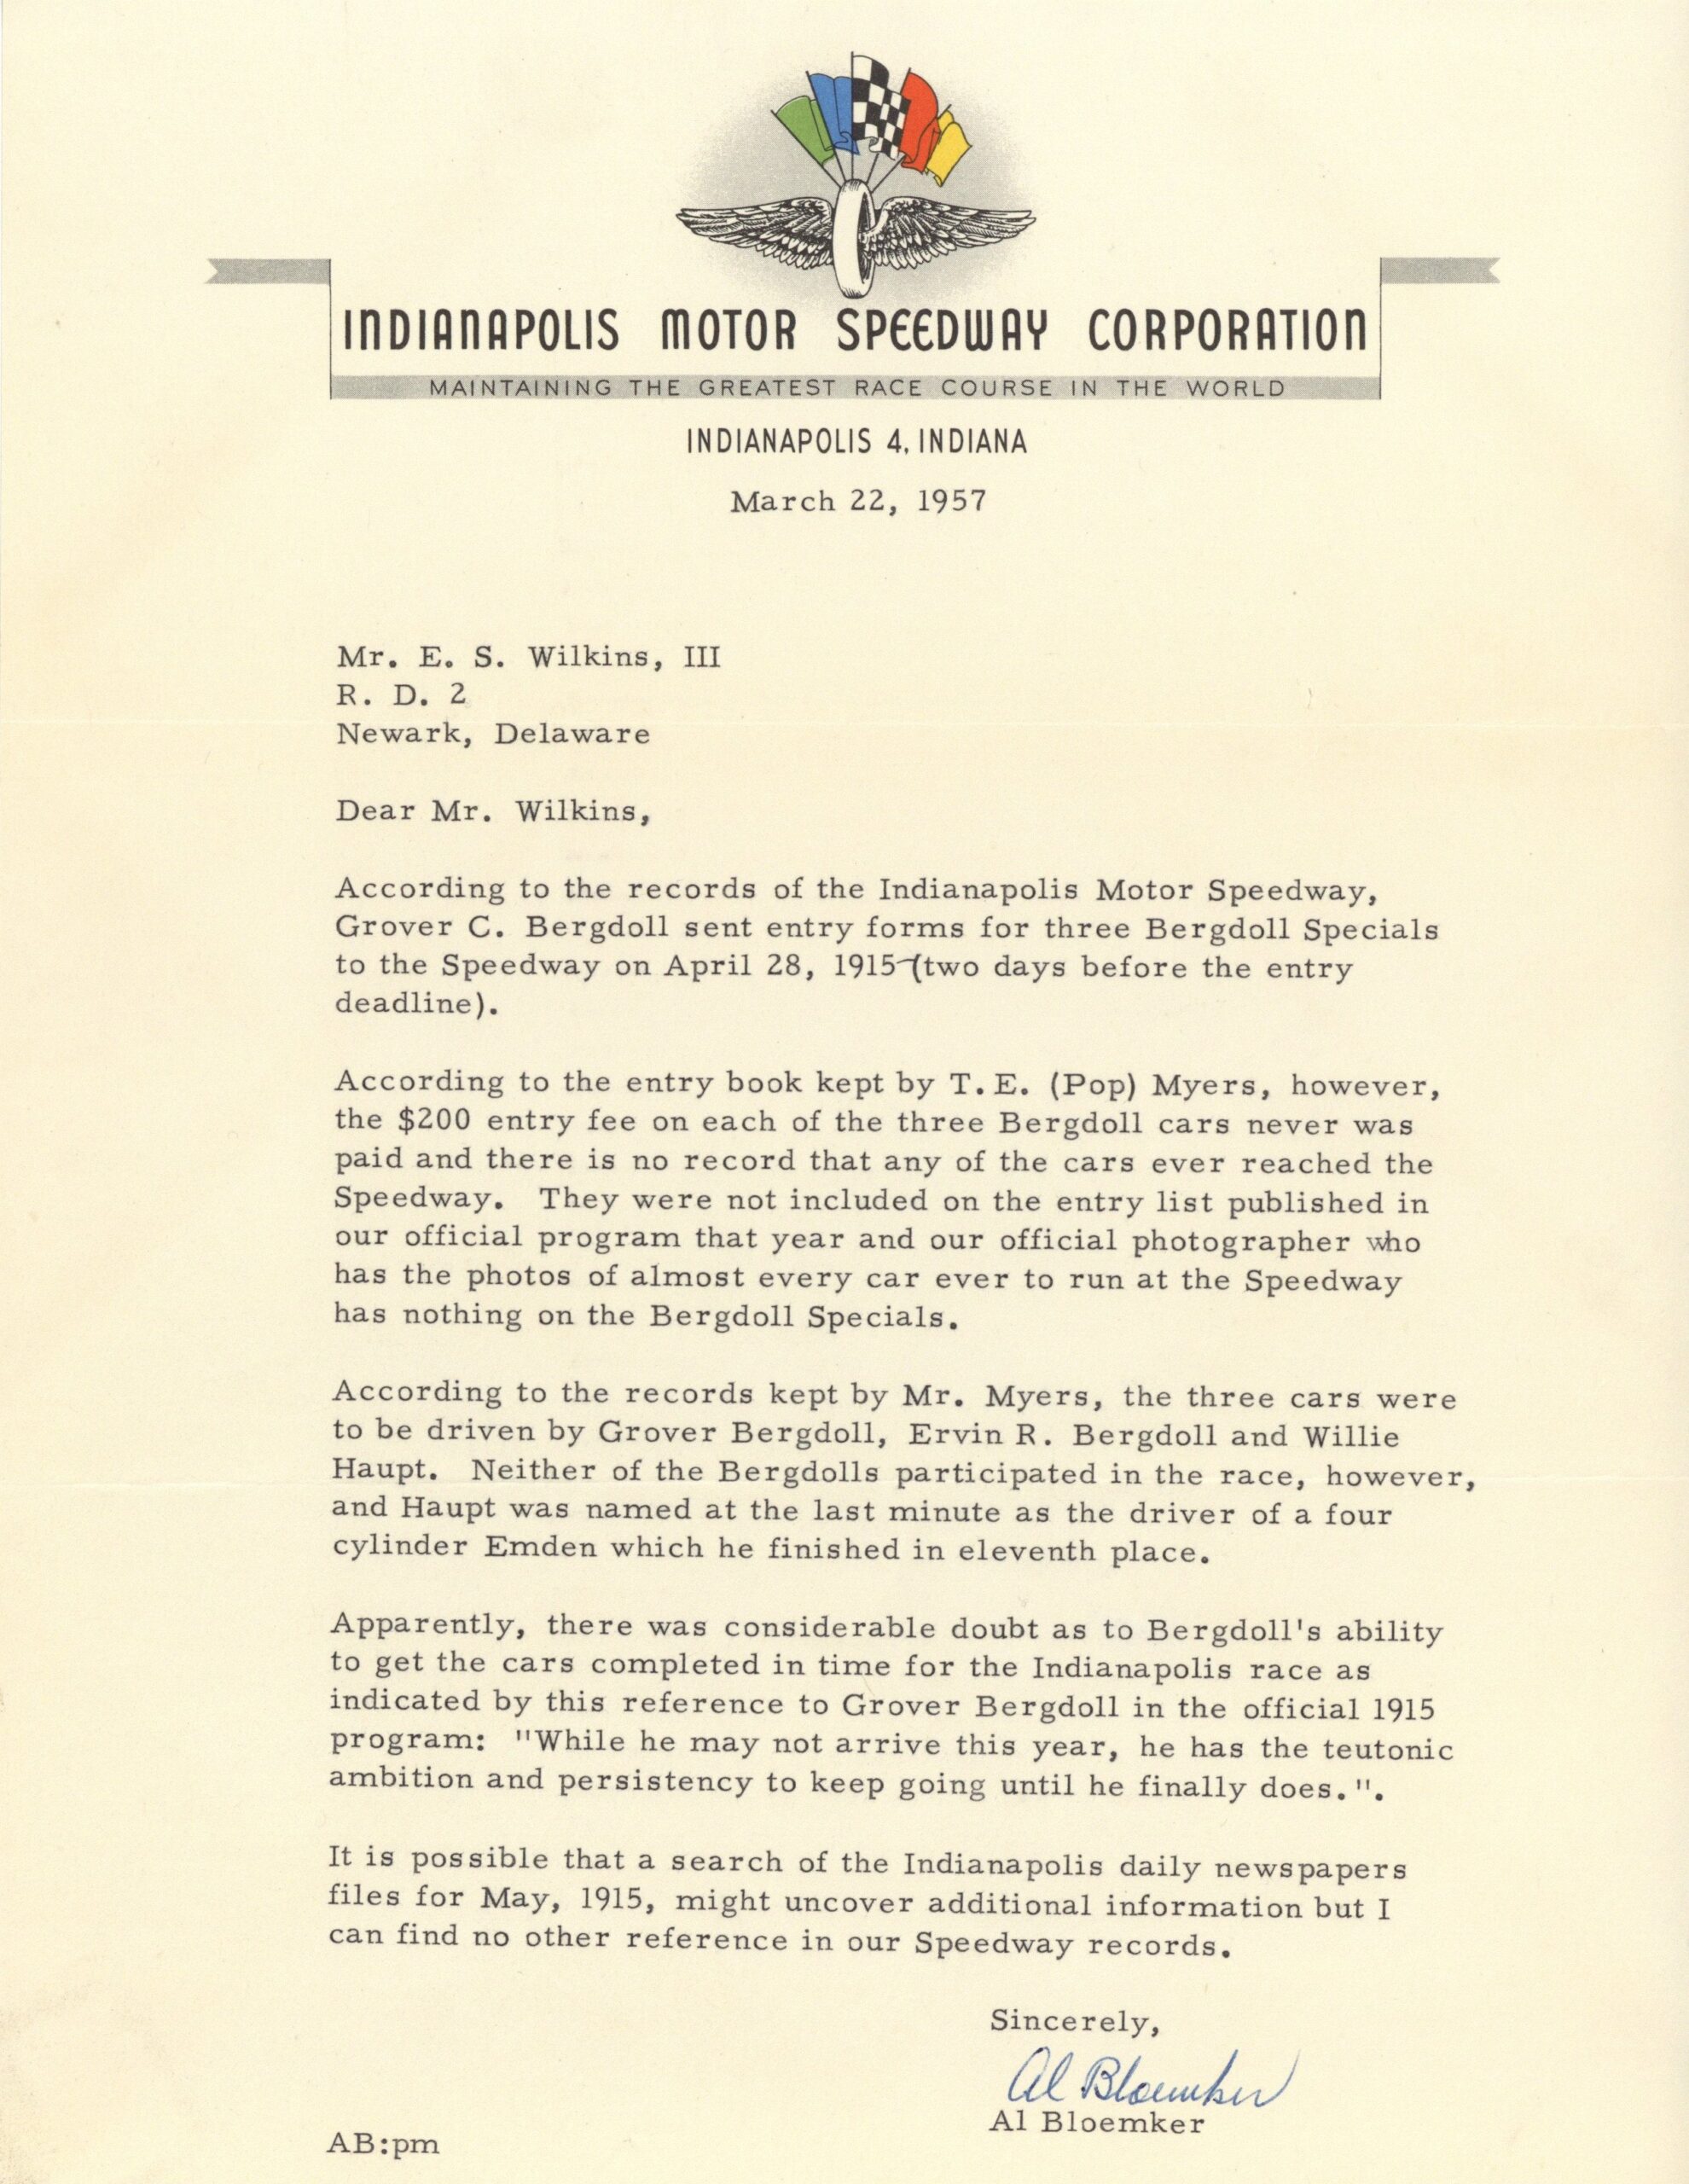 INDIANAPOLIS MOTOR SPEEDWAY CORPORATION
MAINTAINING THE GREATEST RACE COURSE IN THE WORLD
INDIANAPOLIS 4, INDIANA
March 22, 1957
Mr. E. S. Wilkins, III
R. D. 2
Newark, Delaware
Dear Mr. Wilkins,
According to the records of the Indianapolis Motor Speedway,
Grover C. Bergdoll sent entry forms for three Bergdoll Specials
to the Speedway on April 28, 1915 (two days before the entry
deadline).
According to the entry book kept by T. E. (Pop) Myers, however,
the $200 entry fee on each of the three Bergdoll cars never was
paid and there is no record that any of the cars ever reached the
Speedway. They were not included on the entry list published in
our official program that year and our official photographer who
has the photos of almost every car ever to run at the Speedway
has nothing on the Bergdoll Specials.
According to the records kept by Mr. Myers, the three cars were
to be driven by Grover Bergdoll, Ervin R. Bergdoll and Willie
Haupt. Neither of the Bergdolls participated in the race, however,
and Haupt was named at the last minute as the driver of a four
cylinder Emden which he finished in eleventh place.
Apparently, there was considerable doubt as to Bergdoll's ability
to get the cars completed in time for the Indianapolis race as
indicated by this reference to Grover Bergdoll in the official 1915
program: "While he may not arrive this year, he has the teutonic
ambition and persistency to keep going until he finally does.".
It is possible that a search of the Indianapolis daily newspapers
files for May, 1915, might uncover additional information but I
can find no other reference in our Speedway records.
Sincerely,
Al Bloemker
Al Bloemker
AB:pm